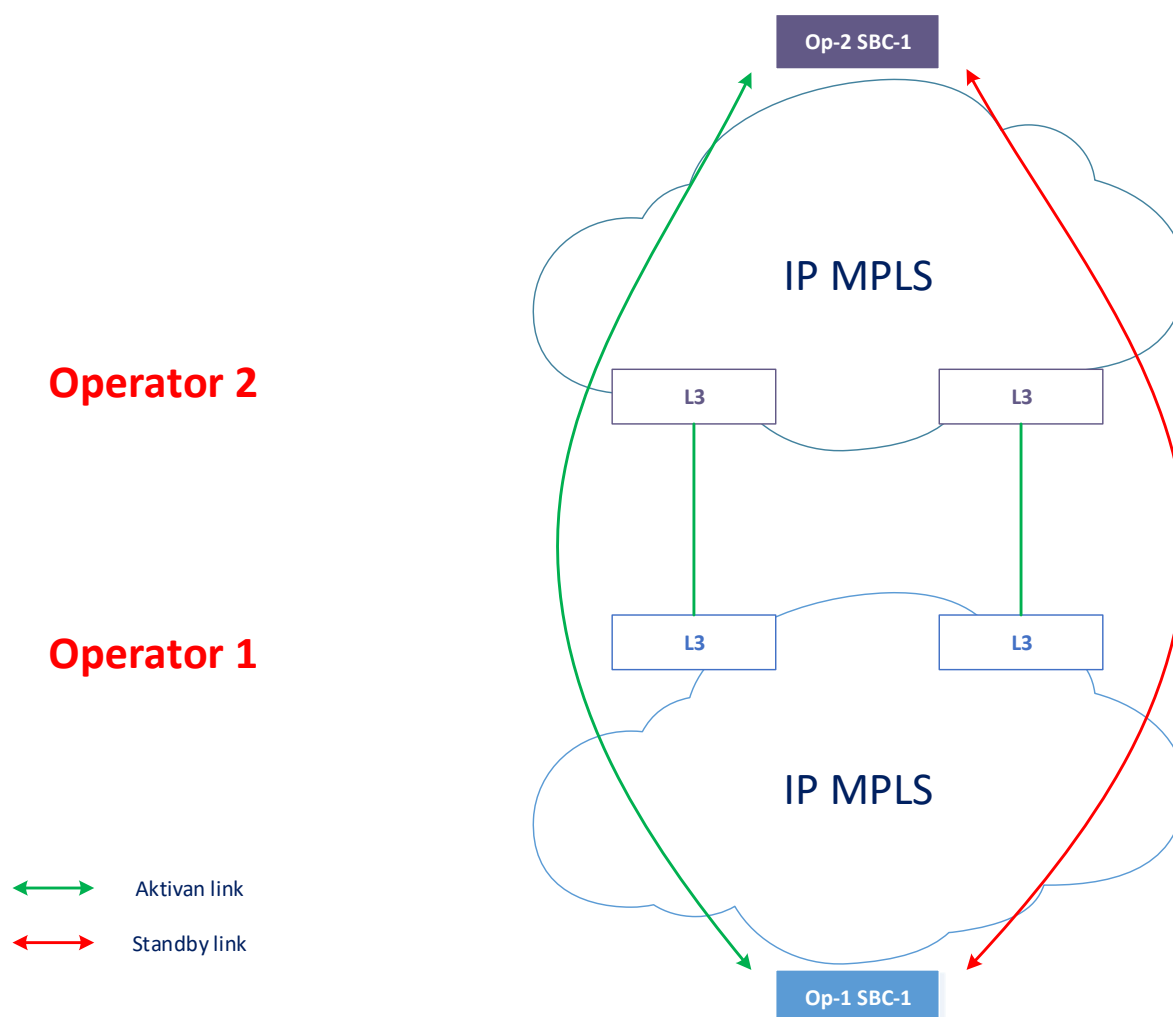 Op-2 SBC-1
IP MPLS
Operator 2
L3
L3
Operator 1
L3
L3
IP MPLS
Aktivan link
Standby link
Op-1 SBC-1